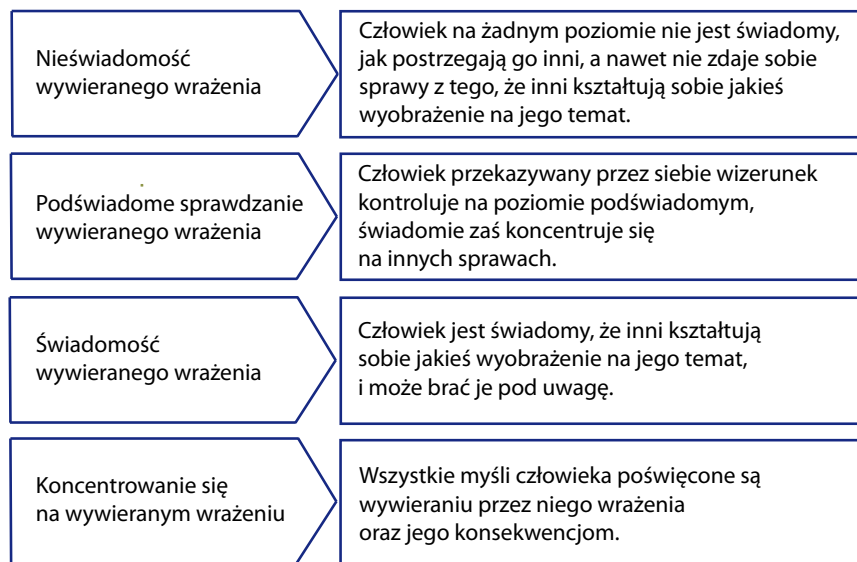 Nieświadomość
wywieranego wrażenia
Człowiek na żadnym poziomie nie jest świadomy,
jak postrzegają go inni, a nawet nie zdaje sobie
sprawy z tego, że inni kształtują sobie jakieś
wyobrażenie na jego temat.
Podświadome sprawdzanie
wywieranego wrażenia
Człowiek przekazywany przez siebie wizerunek
kontroluje na poziomie podświadomym,
świadomie zaś koncentruje się
na innych sprawach.
Świadomość
wywieranego wrażenia
Człowiek jest świadomy, że inni kształtują
sobie jakieś wyobrażenie na jego temat,
i może brać je pod uwagę.
Koncentrowanie się
na wywieranym wrażeniu
Wszystkie myśli człowieka poświęcone są
wywieraniu przez niego wrażenia
oraz jego konsekwencjom.